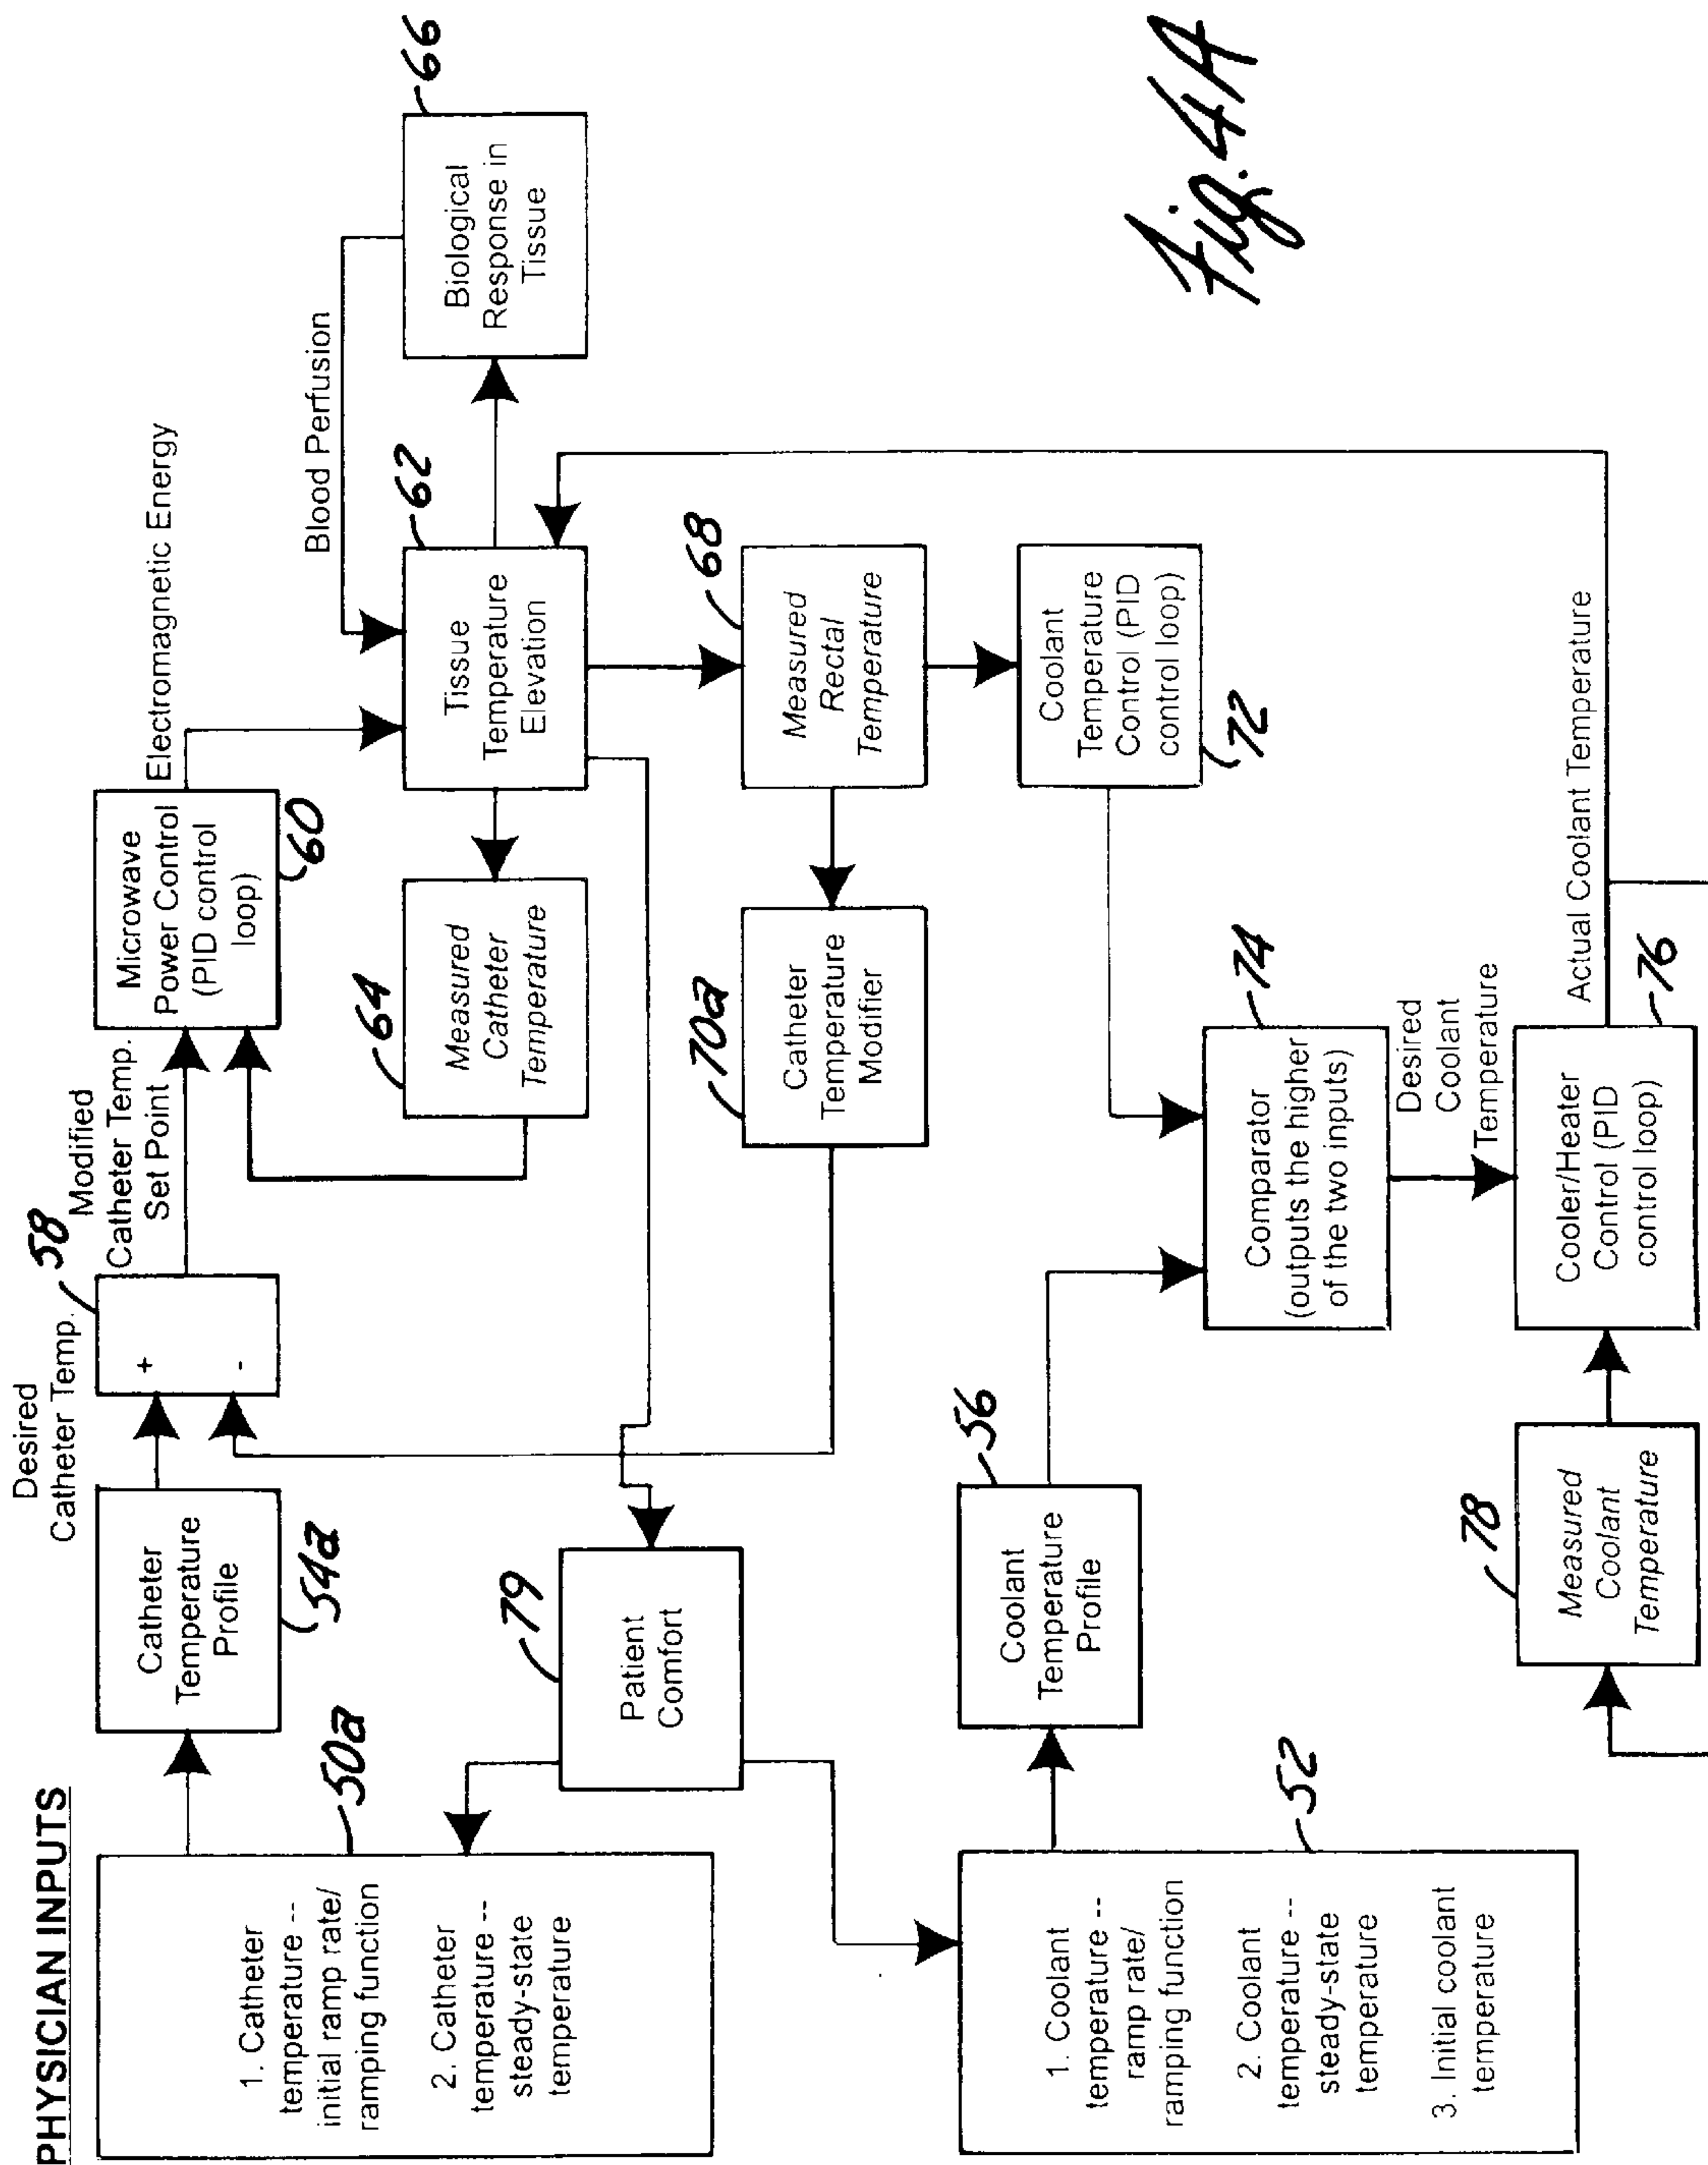 PHYSICIAN INPUTS
1. Catheter
temperature --
initial ramp rate/
ramping function
2. Catheter
temperature --
steady-state
temperature
50a
Catheter
Temperature
Profile
54a
Desired
Catheter Temp.
58
+
-
Modified
Catheter Temp.
Set Point
Microwave
Power Control
(PID control
loop)
60
Electromagnetic Energy
Blood Perfusion
Tissue
Temperature
Elevation
62
Biological
Response in
Tissue
66
Measured
Catheter
Temperature
64
Patient
Comfort
79
Catheter
Temperature
Modifier
70a
Measured
Rectal
Temperature
68
Coolant
Temperature
Control (PID
control loop)
72
1. Coolant
temperature --
ramp rate/
ramping function
2. Coolant
temperature --
steady-state
temperature
3. Initial coolant
temperature
52
Coolant
Temperature
Profile
56
Comparator
(outputs the higher
of the two inputs)
74
Desired
Coolant
Temperature
Measured
Coolant
Temperature
78
Cooler/Heater
Control (PID
control loop)
76
Actual Coolant Temperature
Fig. 4A